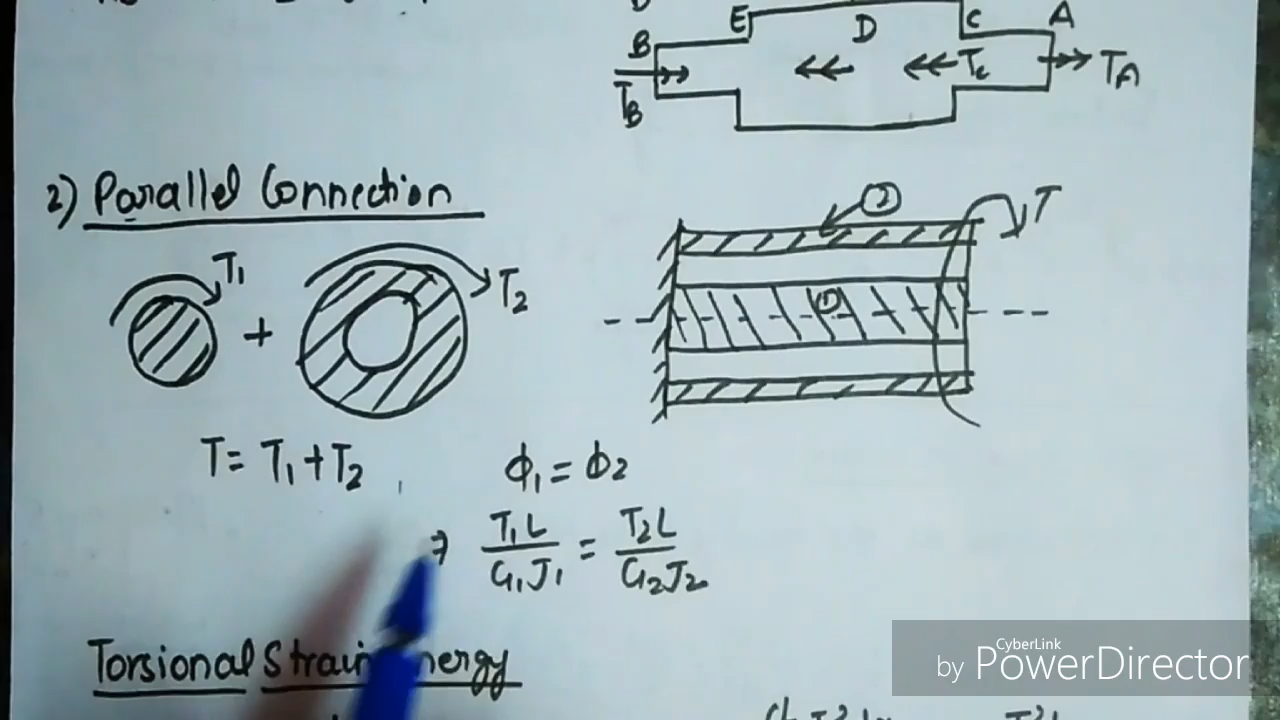 E
D
C
A
B
T_B
T_c
T_A
2) Parallel Connection
T_1
+
T_2
2
T
1
T = T_1 + T_2 , ϕ_1 = ϕ_2
⇒ T_1L/G_1J_1 = T_2L/G_2J_2
Torsional Strain Energy
CyberLink
by PowerDirector